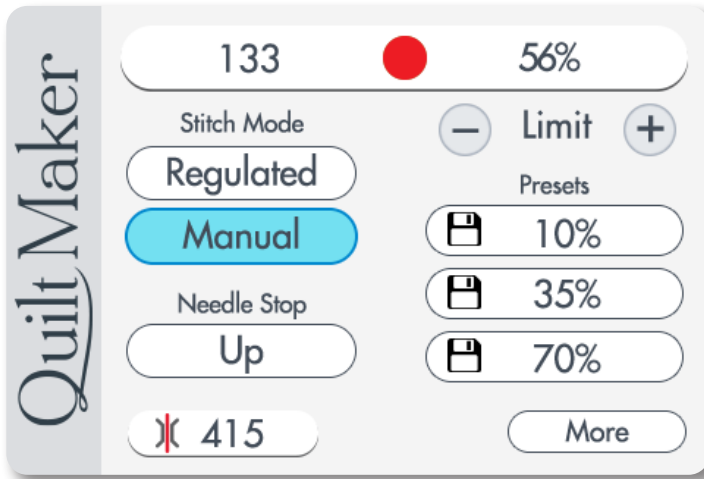 Quilt Maker
133 56%
Stitch Mode
Regulated
Manual
Needle Stop
Up
415
Limit
Presets
10%
35%
70%
More